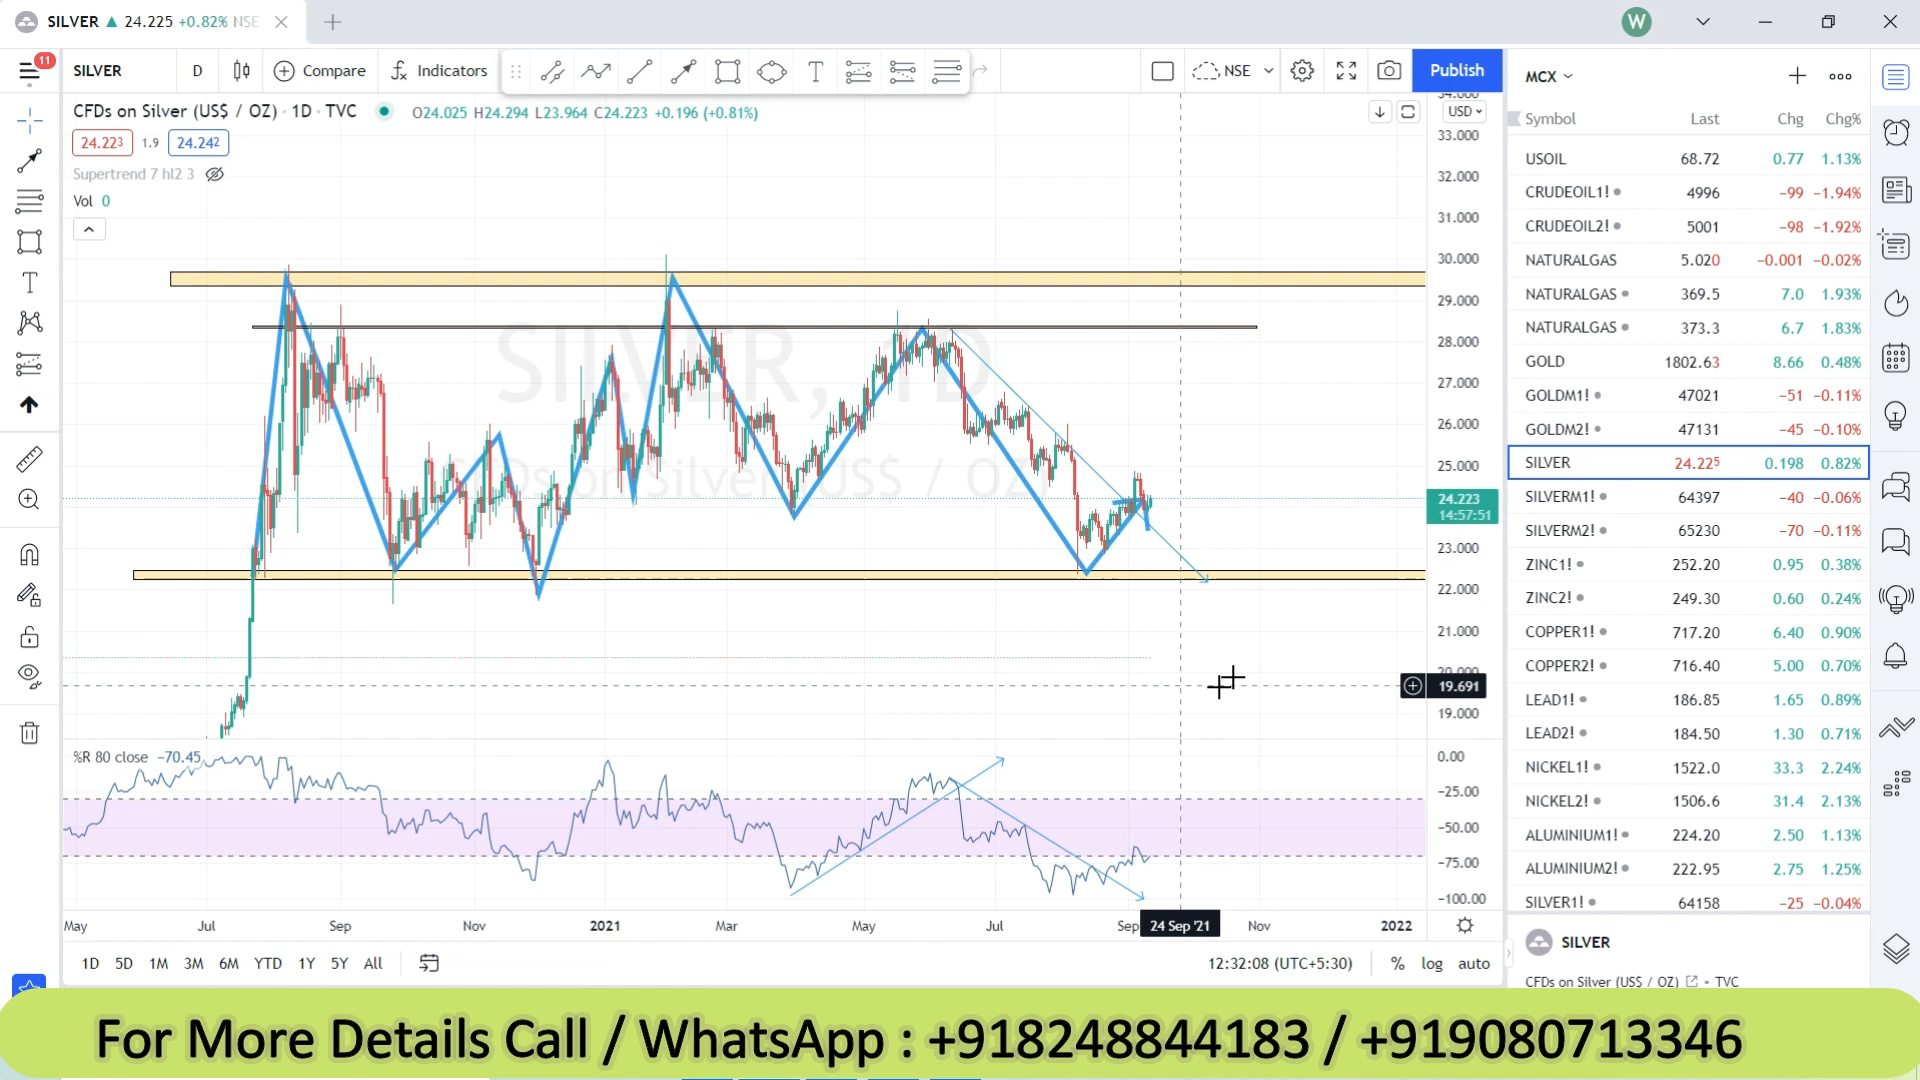 SILVER ▲ 24.225 +0.82% NSE
W
11
SILVER D Compare Indicators NSE Publish
CFDs on Silver (US$ / OZ) · 1D · TVC O24.025 H24.294 L23.964 C24.223 +0.196 (+0.81%)
24.223 1.9 24.242
Supertrend 7 hl2 3
Vol 0
USD
34.000
33.000
32.000
31.000
30.000
29.000
28.000
27.000
26.000
25.000
24.223
14:57:51
23.000
22.000
21.000
20.000
19.691
19.000
SILVER, 1D
CFDs on Silver (US$ / OZ)
%R 80 close -70.45
0.00
-25.00
-50.00
-75.00
-100.00
May Jul Sep Nov 2021 Mar May Jul Sep 24 Sep '21 Nov 2022
1D 5D 1M 3M 6M YTD 1Y 5Y All 12:32:08 (UTC+5:30) % log auto
MCX
Symbol Last Chg Chg%
USOIL 68.72 0.77 1.13%
CRUDEOIL1! 4996 -99 -1.94%
CRUDEOIL2! 5001 -98 -1.92%
NATURALGAS 5.020 -0.001 -0.02%
NATURALGAS 369.5 7.0 1.93%
NATURALGAS 373.3 6.7 1.83%
GOLD 1802.63 8.66 0.48%
GOLDM1! 47021 -51 -0.11%
GOLDM2! 47131 -45 -0.10%
SILVER 24.225 0.198 0.82%
SILVERM1! 64397 -40 -0.06%
SILVERM2! 65230 -70 -0.11%
ZINC1! 252.20 0.95 0.38%
ZINC2! 249.30 0.60 0.24%
COPPER1! 717.20 6.40 0.90%
COPPER2! 716.40 5.00 0.70%
LEAD1! 186.85 1.65 0.89%
LEAD2! 184.50 1.30 0.71%
NICKEL1! 1522.0 33.3 2.24%
NICKEL2! 1506.6 31.4 2.13%
ALUMINIUM1! 224.20 2.50 1.13%
ALUMINIUM2! 222.95 2.75 1.25%
SILVER1! 64158 -25 -0.04%
SILVER
CFDs on Silver (US$ / OZ) • TVC
For More Details Call / WhatsApp : +918248844183 / +919080713346